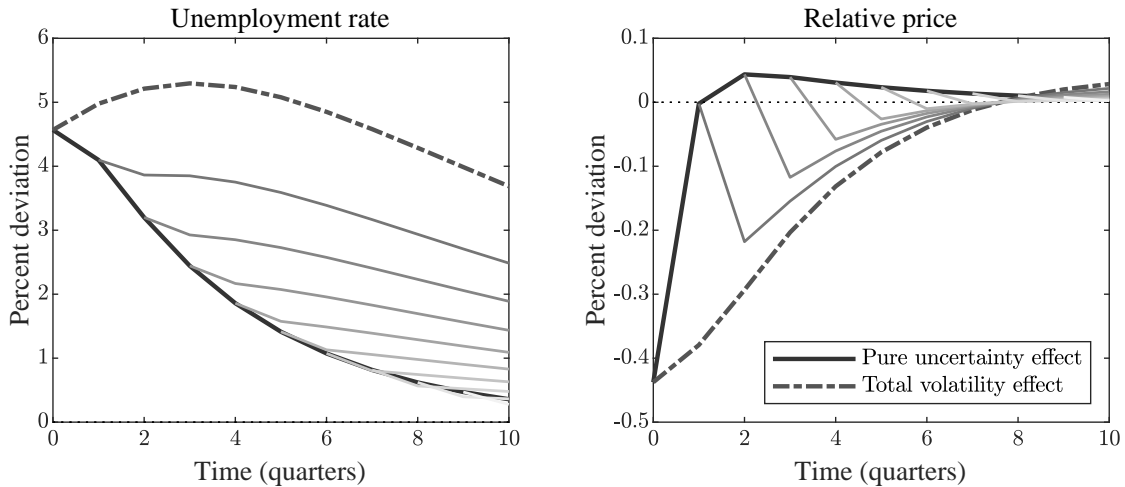 Unemployment rate
6
5
4
3
2
1
0
0 2 4 6 8 10
Percent deviation
Time (quarters)
Relative price
0.1
0
-0.1
-0.2
-0.3
-0.4
-0.5
0 2 4 6 8 10
Percent deviation
Time (quarters)
Pure uncertainty effect
Total volatility effect